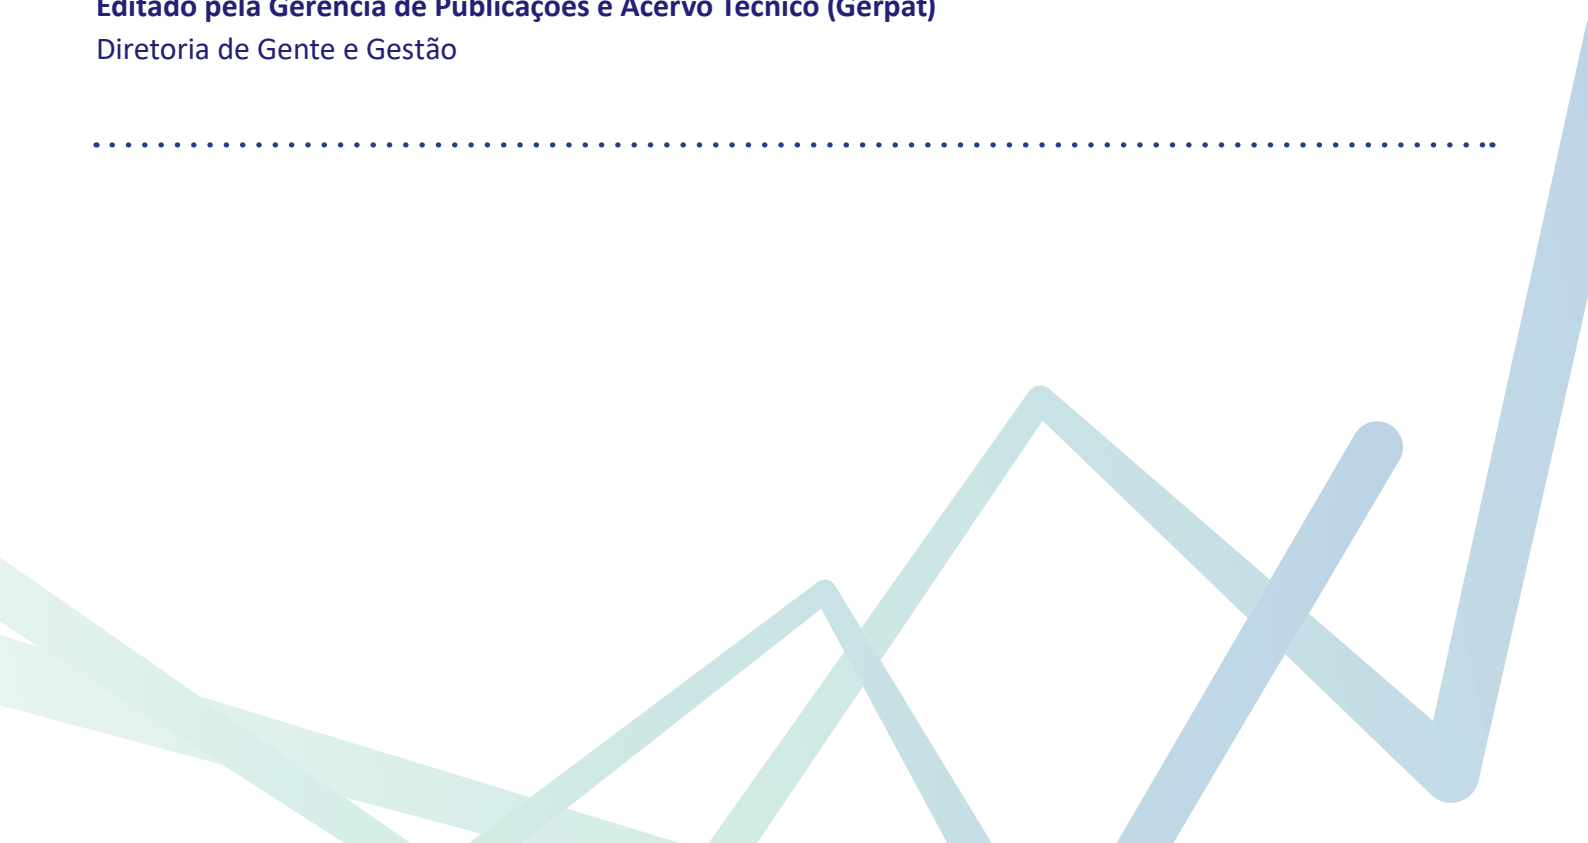 Editado pela Gerência de Publicações e Acervo Técnico (Gerpat)
Diretoria de Gente e Gestão